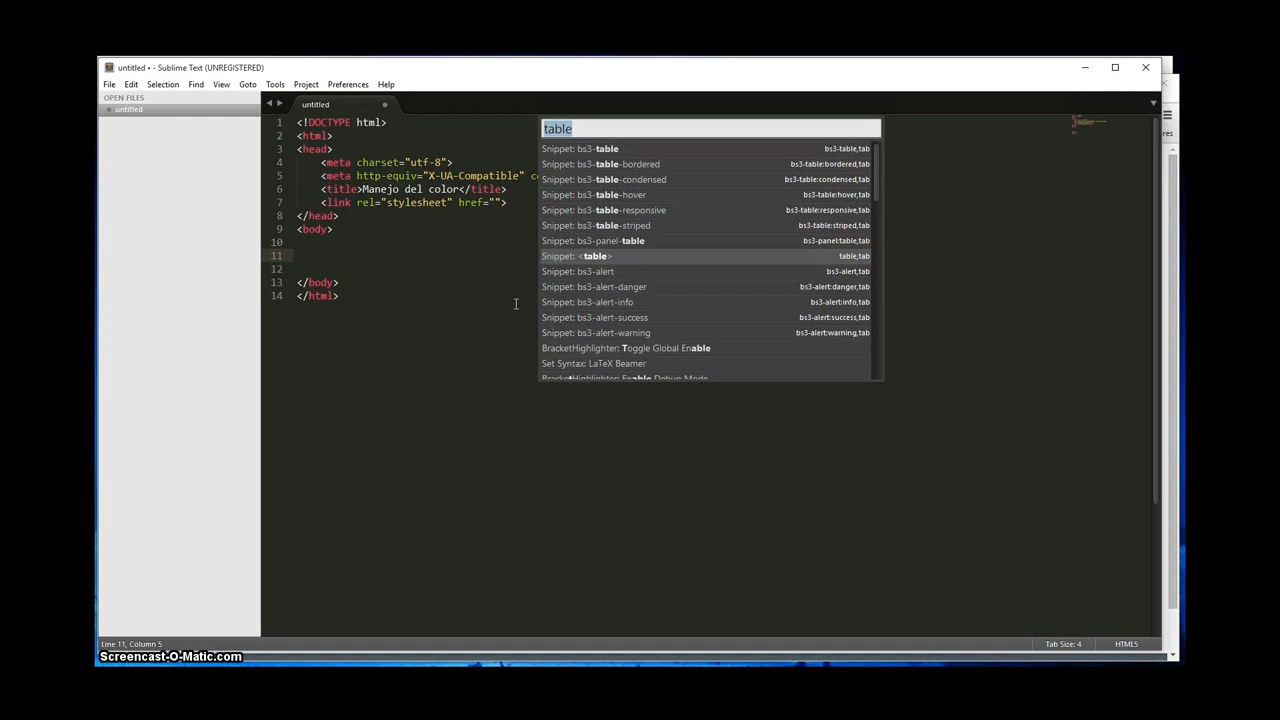 untitled • - Sublime Text (UNREGISTERED)
File Edit Selection Find View Goto Tools Project Preferences Help
OPEN FILES
untitled
untitled
1 <!DOCTYPE html>
2 <html>
3 <head>
4 <meta charset="utf-8">
5 <meta http-equiv="X-UA-Compatible"
6 <title>Manejo del color</title>
7 <link rel="stylesheet" href="">
8 </head>
9 <body>
10
11
12
13 </body>
14 </html>
table
Snippet: bs3-table bs3-table,tab
Snippet: bs3-table-bordered bs3-table:bordered,tab
Snippet: bs3-table-condensed bs3-table:condensed,tab
Snippet: bs3-table-hover bs3-table:hover,tab
Snippet: bs3-table-responsive bs3-table:responsive,tab
Snippet: bs3-table-striped bs3-table:striped,tab
Snippet: bs3-panel-table bs3-panel:table,tab
Snippet: <table> table,tab
Snippet: bs3-alert bs3-alert,tab
Snippet: bs3-alert-danger bs3-alert:danger,tab
Snippet: bs3-alert-info bs3-alert:info,tab
Snippet: bs3-alert-success bs3-alert:success,tab
Snippet: bs3-alert-warning bs3-alert:warning,tab
BracketHighlighter: Toggle Global Enable
Set Syntax: LaTeX Beamer
BracketHighlighter: Enable Debug Mode
Line 11, Column 5
Tab Size: 4
HTML5
Screencast-O-Matic.com